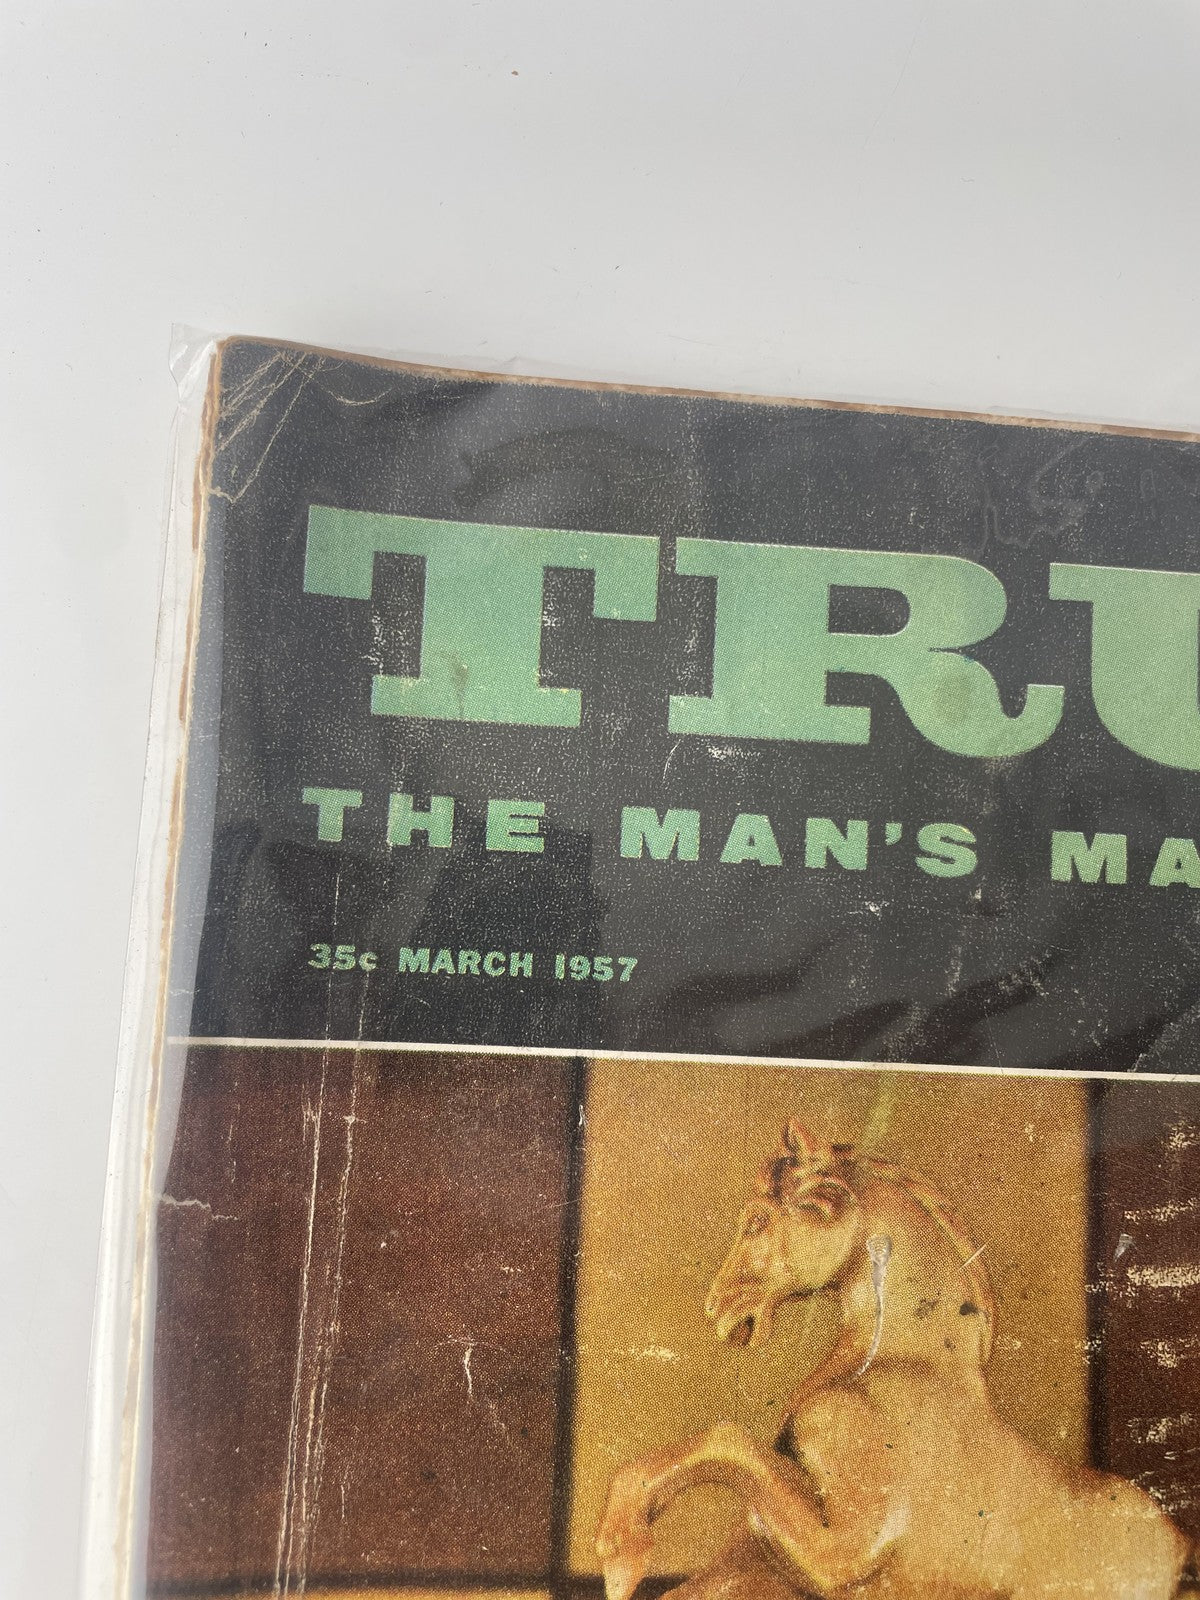 TRU
THE MAN'S MA
35c MARCH 1957